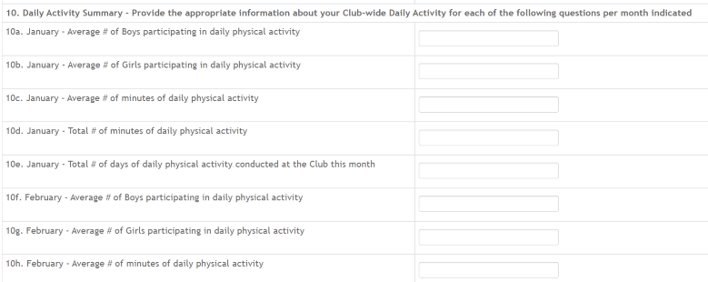 10. Daily Activity Summary - Provide the appropriate information about your Club-wide Daily Activity for each of the following questions per month indicated
10a. January - Average # of Boys participating in daily physical activity
10b. January - Average # of Girls participating in daily physical activity
10c. January - Average # of minutes of daily physical activity
10d. January - Total # of minutes of daily physical activity
10e. January - Total # of days of daily physical activity conducted at the Club this month
10f. February - Average # of Boys participating in daily physical activity
10g. February - Average # of Girls participating in daily physical activity
10h. February - Average # of minutes of daily physical activity